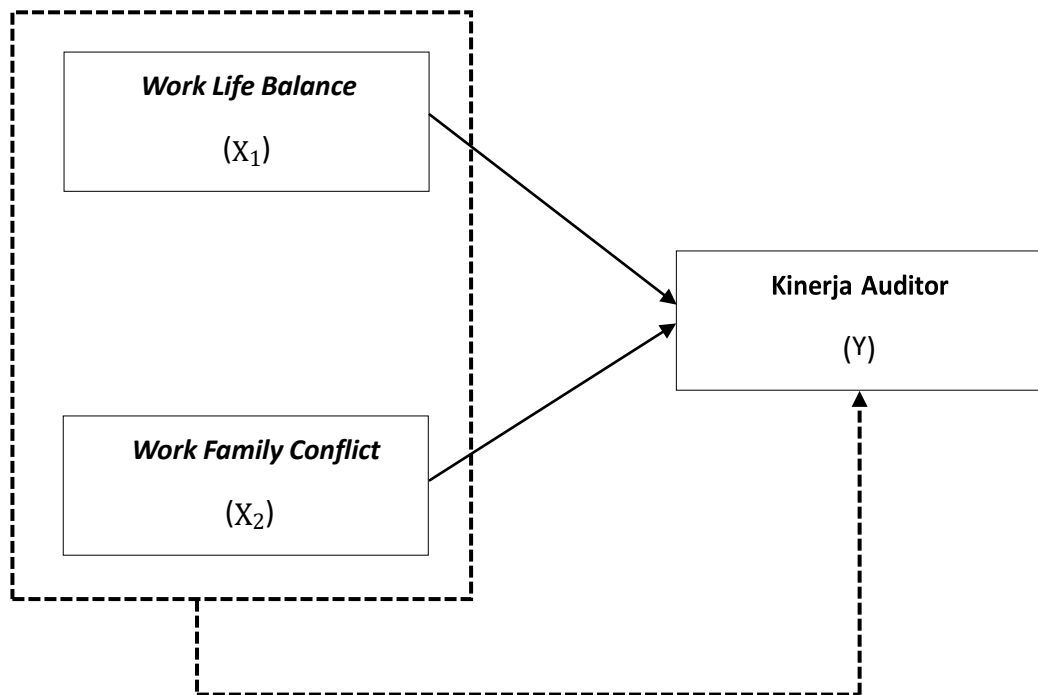 Work Life Balance
(X₁)
Kinerja Auditor
(Y)
Work Family Conflict
(X₂)